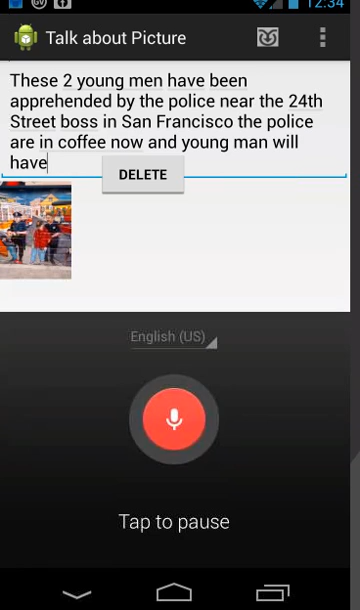 12:34
Talk about Picture
These 2 young men have been
apprehended by the police near the 24th
Street boss in San Francisco the police
are in coffee now and young man will
have
DELETE
English (US)
Tap to pause